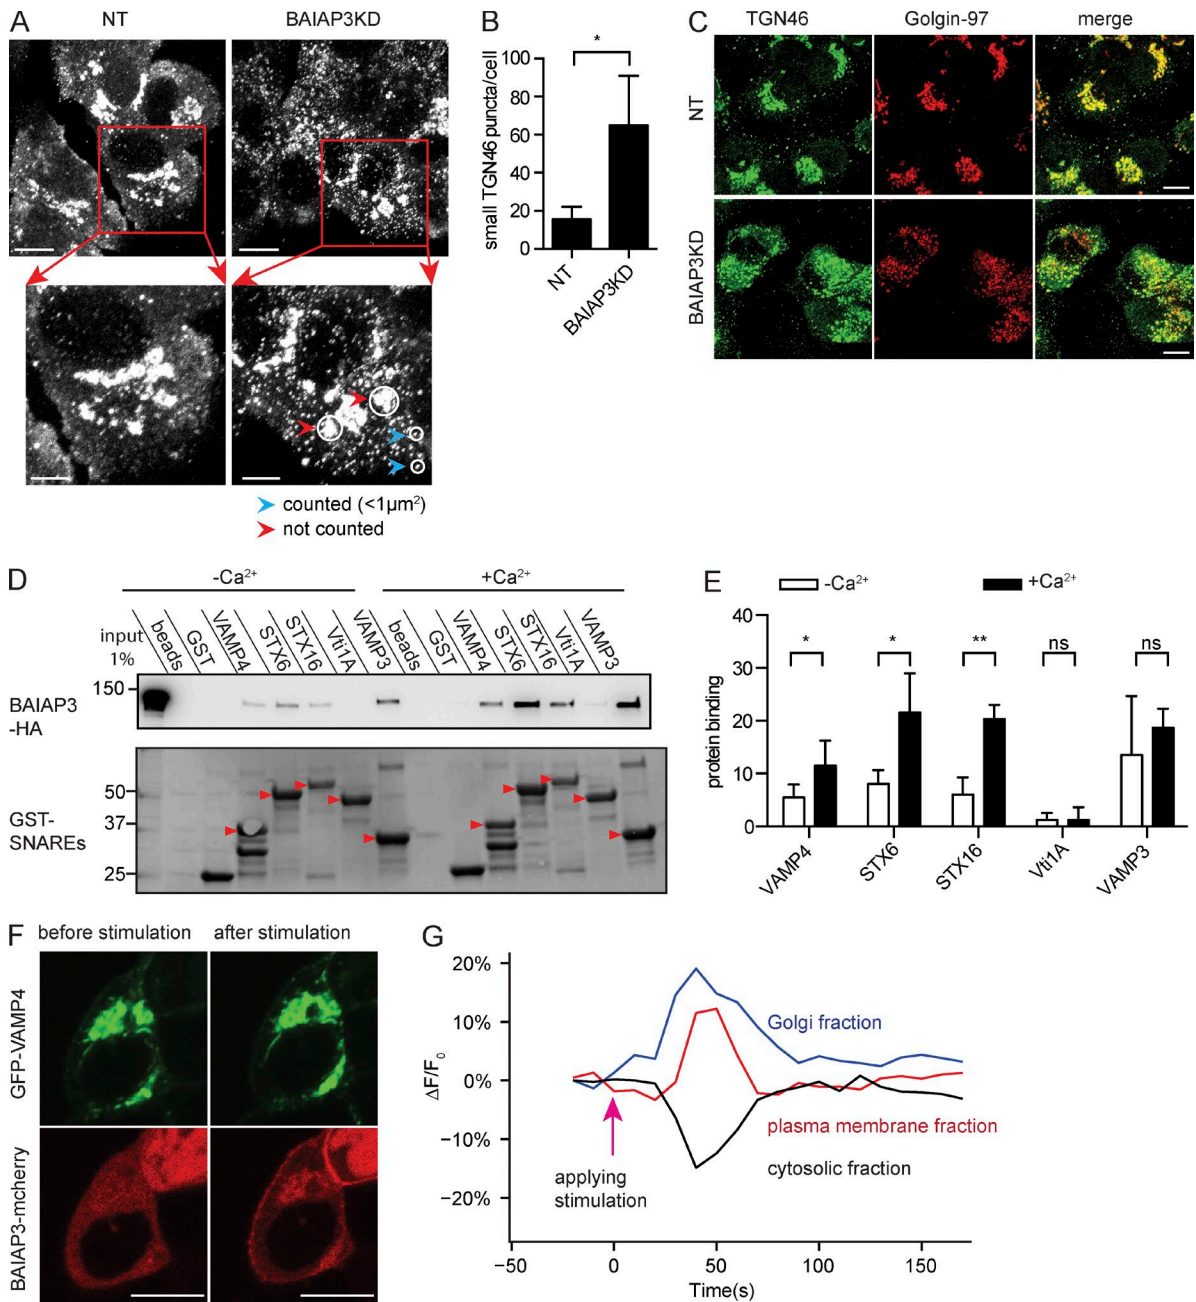 A
NT
BAIAP3KD
counted (<1µm²)
not counted
B
*
small TGN46 puncta/cell
100
80
60
40
20
0
NT
BAIAP3KD
C
TGN46
Golgin-97
merge
NT
BAIAP3KD
D
-Ca²⁺
+Ca²⁺
input
1%
beads
GST
VAMP4
STX6
STX16
Vti1A
VAMP3
beads
GST
VAMP4
STX6
STX16
Vti1A
VAMP3
150
BAIAP3
-HA
50
37
25
GST-
SNAREs
E
-Ca²⁺
+Ca²⁺
protein binding
40
30
20
10
0
*
*
**
ns
ns
VAMP4
STX6
STX16
Vti1A
VAMP3
F
before stimulation
after stimulation
GFP-VAMP4
BAIAP3-mcherry
G
ΔF/F₀
20%
10%
0%
−10%
−20%
Golgi fraction
plasma membrane fraction
cytosolic fraction
applying
stimulation
−50
0
50
100
150
Time(s)